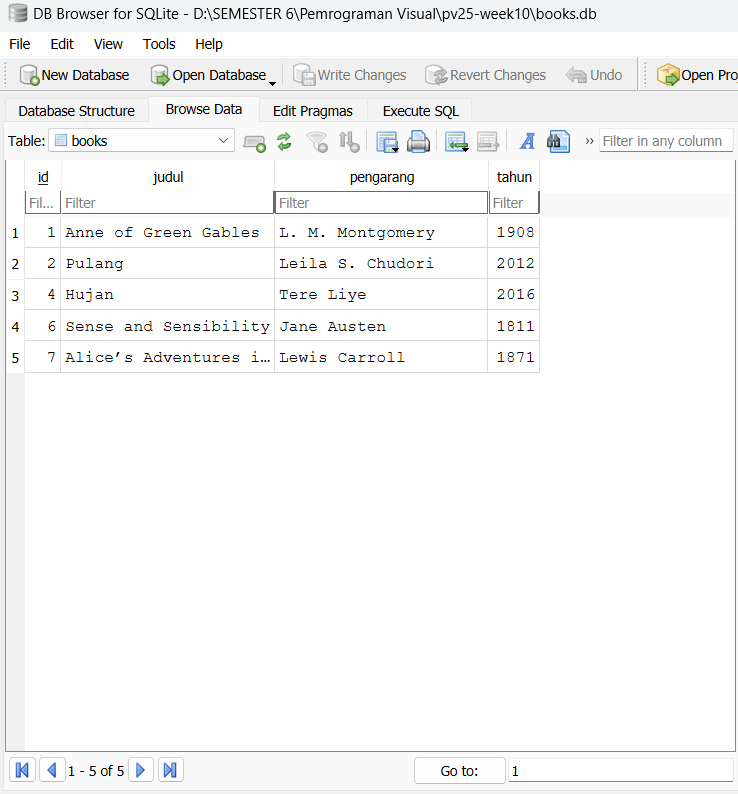 DB Browser for SQLite - D:\SEMESTER 6\Pemrograman Visual\pv25-week10\books.db
File Edit View Tools Help
New Database Open Database Write Changes Revert Changes Undo Open Pro
Database Structure Browse Data Edit Pragmas Execute SQL
Table: books » Filter in any column
id judul pengarang tahun
Fil... Filter Filter Filter
1 1 Anne of Green Gables L. M. Montgomery 1908
2 2 Pulang Leila S. Chudori 2012
3 4 Hujan Tere Liye 2016
4 6 Sense and Sensibility Jane Austen 1811
5 7 Alice’s Adventures i… Lewis Carroll 1871
1 - 5 of 5 Go to: 1